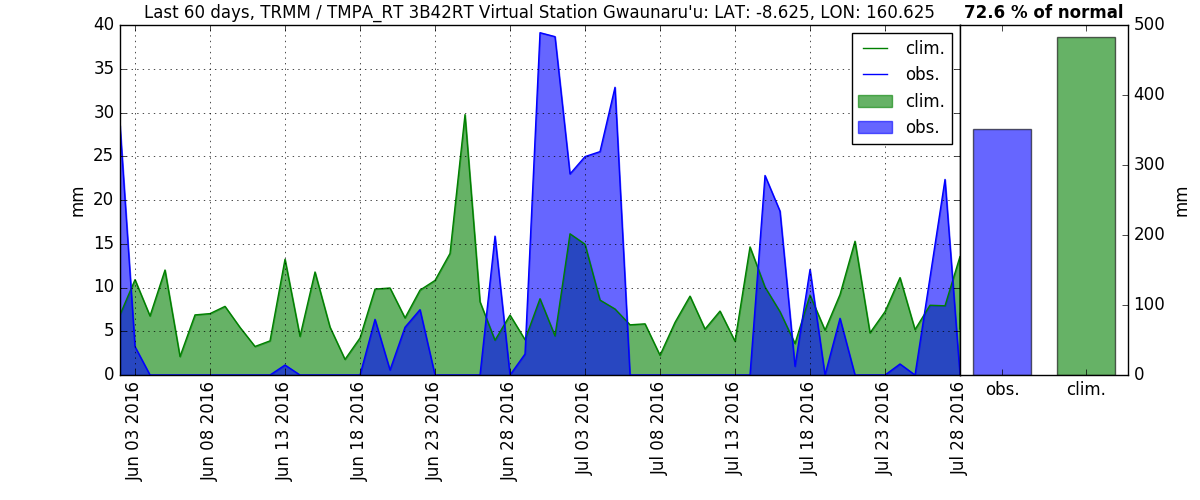 Last 60 days, TRMM / TMPA_RT 3B42RT Virtual Station Gwaunaru'u: LAT: -8.625, LON: 160.625
72.6 % of normal
40
35
30
25
20
15
10
5
0
mm
clim.
obs.
clim.
obs.
500
400
300
200
100
0
mm
Jun 03 2016
Jun 08 2016
Jun 13 2016
Jun 18 2016
Jun 23 2016
Jun 28 2016
Jul 03 2016
Jul 08 2016
Jul 13 2016
Jul 18 2016
Jul 23 2016
Jul 28 2016
obs.
clim.